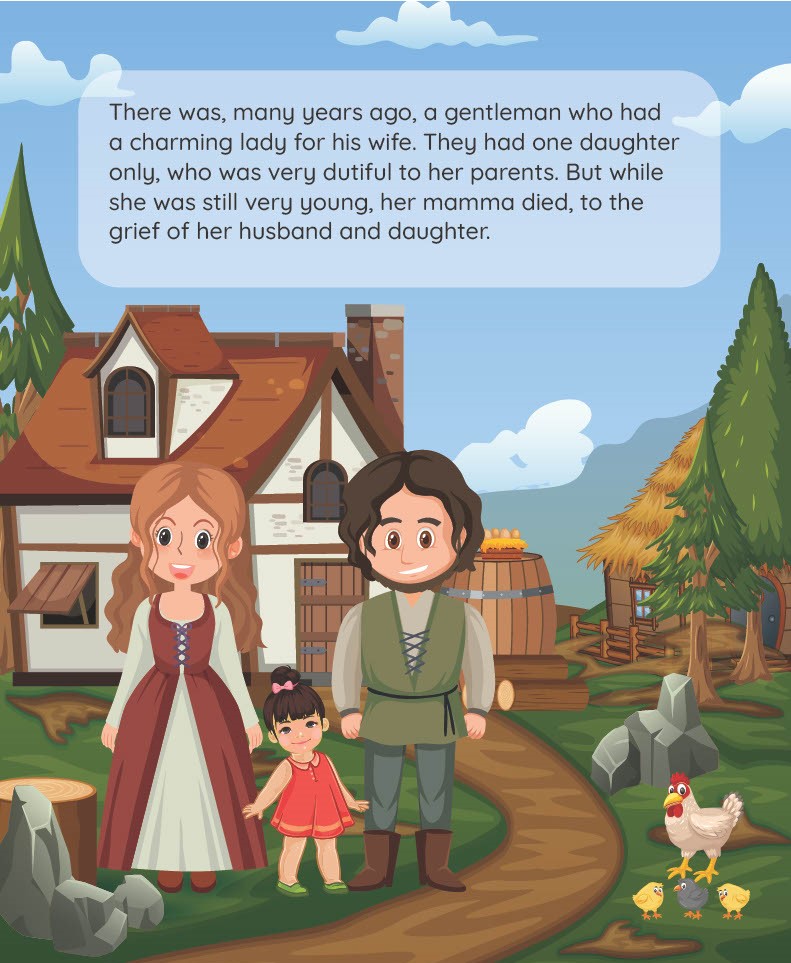 There was, many years ago, a gentleman who had
a charming lady for his wife. They had one daughter
only, who was very dutiful to her parents. But while
she was still very young, her mamma died, to the
grief of her husband and daughter.